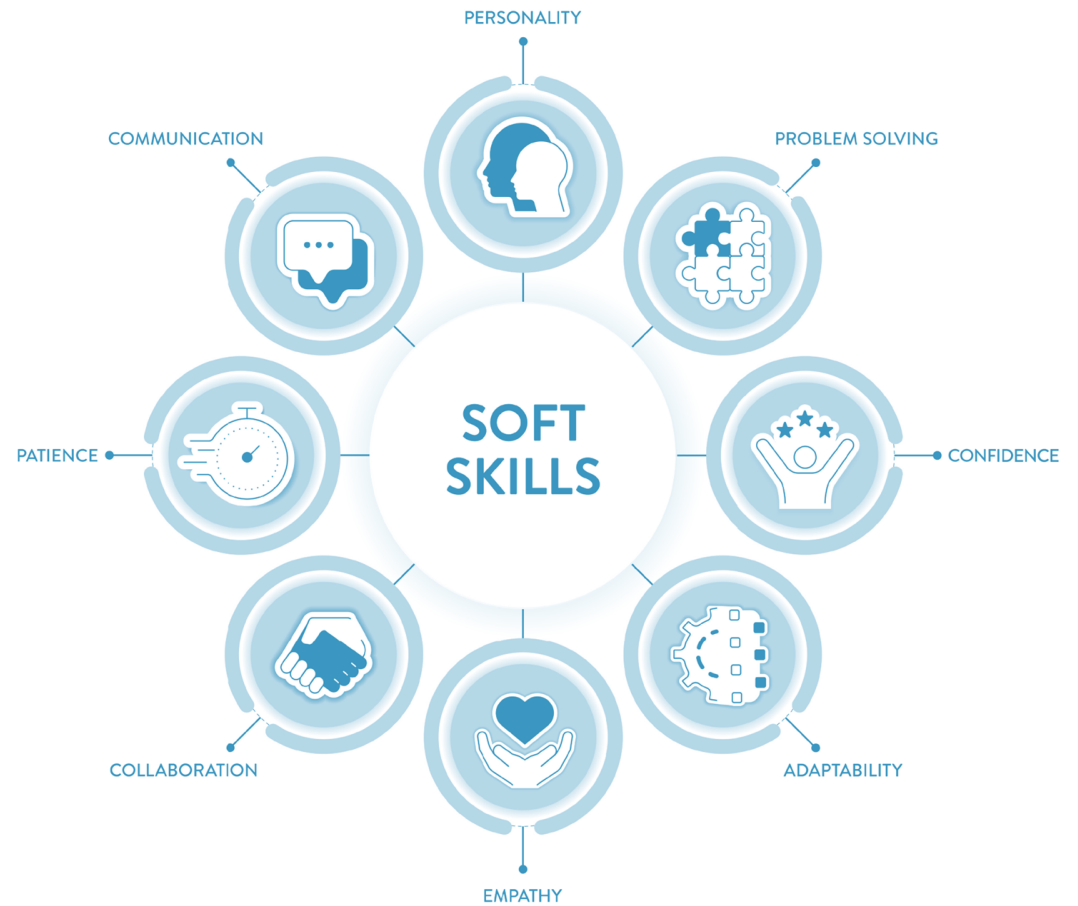 PERSONALITY
COMMUNICATION
PROBLEM SOLVING
SOFT
SKILLS
PATIENCE
CONFIDENCE
COLLABORATION
ADAPTABILITY
EMPATHY